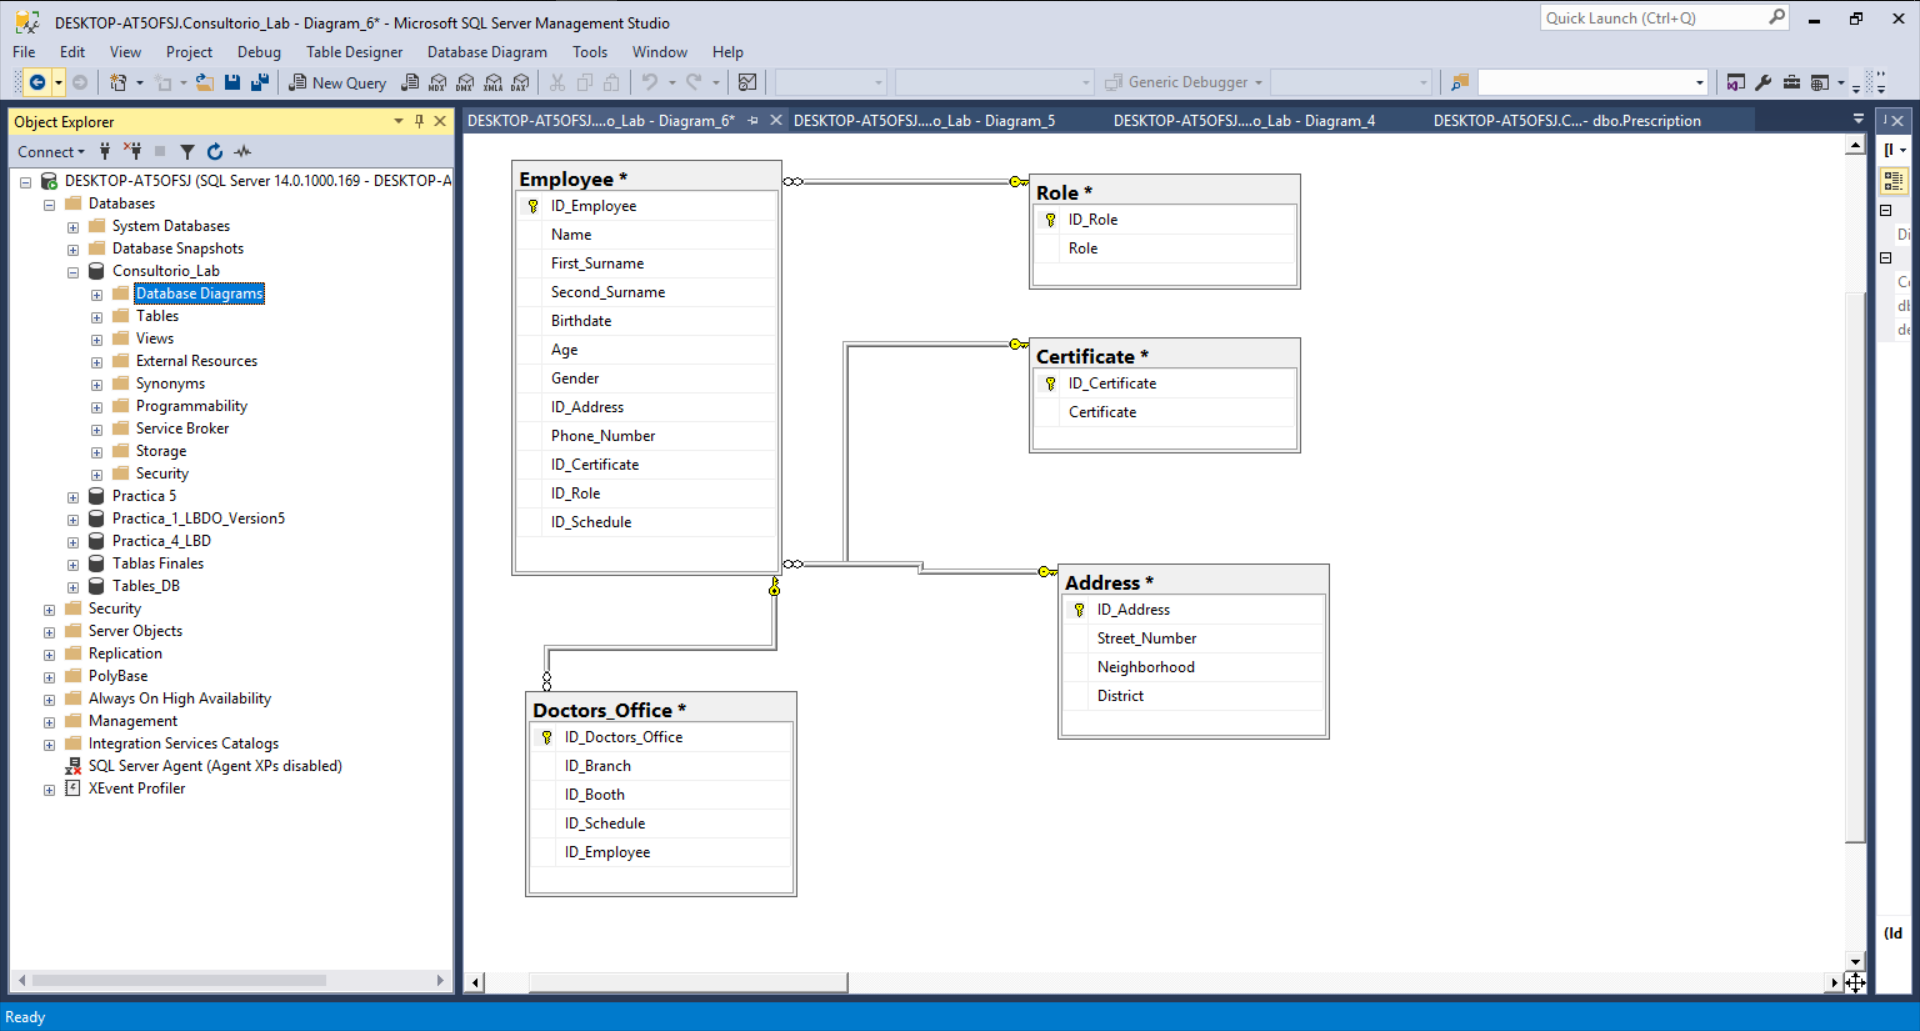 DESKTOP-AT5OFSJ.Consultorio_Lab - Diagram_6* - Microsoft SQL Server Management Studio
Quick Launch (Ctrl+Q)
File Edit View Project Debug Table Designer Database Diagram Tools Window Help
New Query MDX DMX XMLA DAX Generic Debugger
Object Explorer
Connect
DESKTOP-AT5OFSJ (SQL Server 14.0.1000.169 - DESKTOP-A
Databases
System Databases
Database Snapshots
Consultorio_Lab
Database Diagrams
Tables
Views
External Resources
Synonyms
Programmability
Service Broker
Storage
Security
Practica 5
Practica_1_LBDO_Version5
Practica_4_LBD
Tablas Finales
Tables_DB
Security
Server Objects
Replication
PolyBase
Always On High Availability
Management
Integration Services Catalogs
SQL Server Agent (Agent XPs disabled)
XEvent Profiler
DESKTOP-AT5OFSJ....o_Lab - Diagram_6* DESKTOP-AT5OFSJ....o_Lab - Diagram_5 DESKTOP-AT5OFSJ....o_Lab - Diagram_4 DESKTOP-AT5OFSJ.C...- dbo.Prescription
Employee *
ID_Employee
Name
First_Surname
Second_Surname
Birthdate
Age
Gender
ID_Address
Phone_Number
ID_Certificate
ID_Role
ID_Schedule
Role *
ID_Role
Role
Certificate *
ID_Certificate
Certificate
Address *
ID_Address
Street_Number
Neighborhood
District
Doctors_Office *
ID_Doctors_Office
ID_Branch
ID_Booth
ID_Schedule
ID_Employee
Di
(Id
Ready